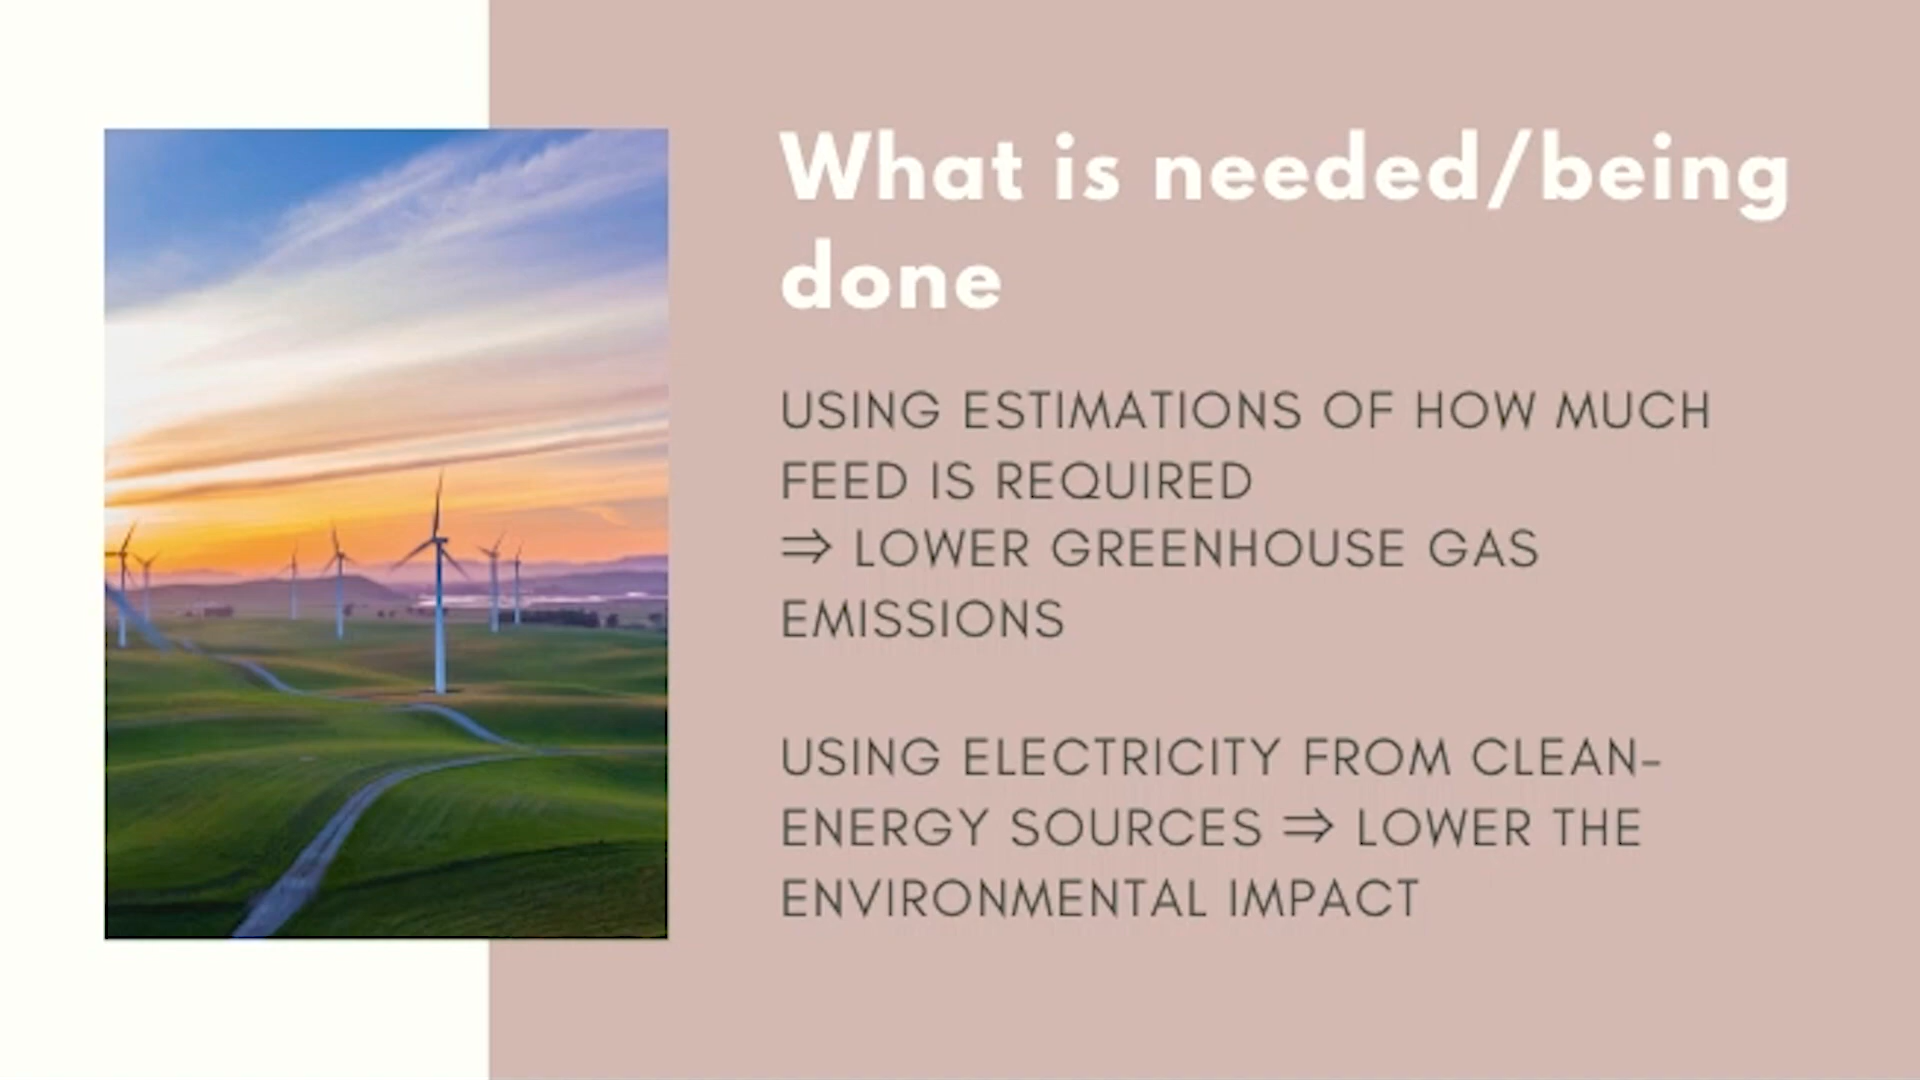 What is needed/being
done
USING ESTIMATIONS OF HOW MUCH
FEED IS REQUIRED
⇒ LOWER GREENHOUSE GAS
EMISSIONS
USING ELECTRICITY FROM CLEAN-
ENERGY SOURCES ⇒ LOWER THE
ENVIRONMENTAL IMPACT